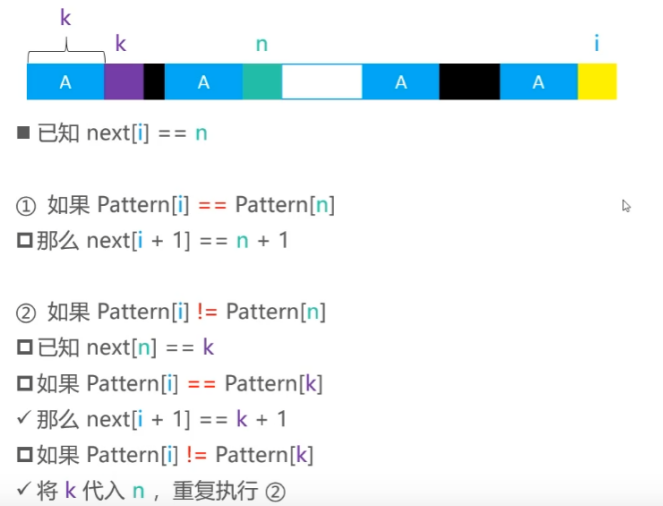 k
k n i
A A A A
■ 已知 next[i] == n
① 如果 Pattern[i] == Pattern[n]
那么 next[i + 1] == n + 1
② 如果 Pattern[i] != Pattern[n]
已知 next[n] == k
如果 Pattern[i] == Pattern[k]
✓ 那么 next[i + 1] == k + 1
如果 Pattern[i] != Pattern[k]
✓ 将 k 代入 n ，重复执行 ②